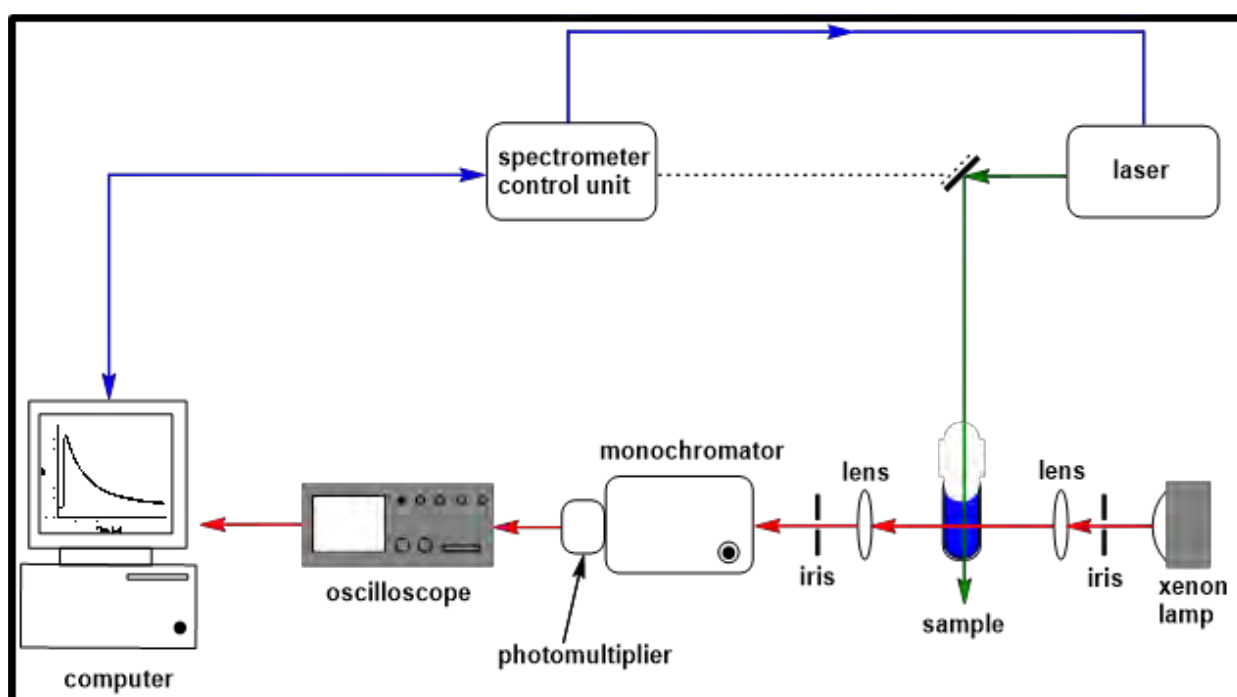 spectrometer
control unit
laser
monochromator
lens
lens
iris
iris
xenon
lamp
oscilloscope
sample
photomultiplier
computer